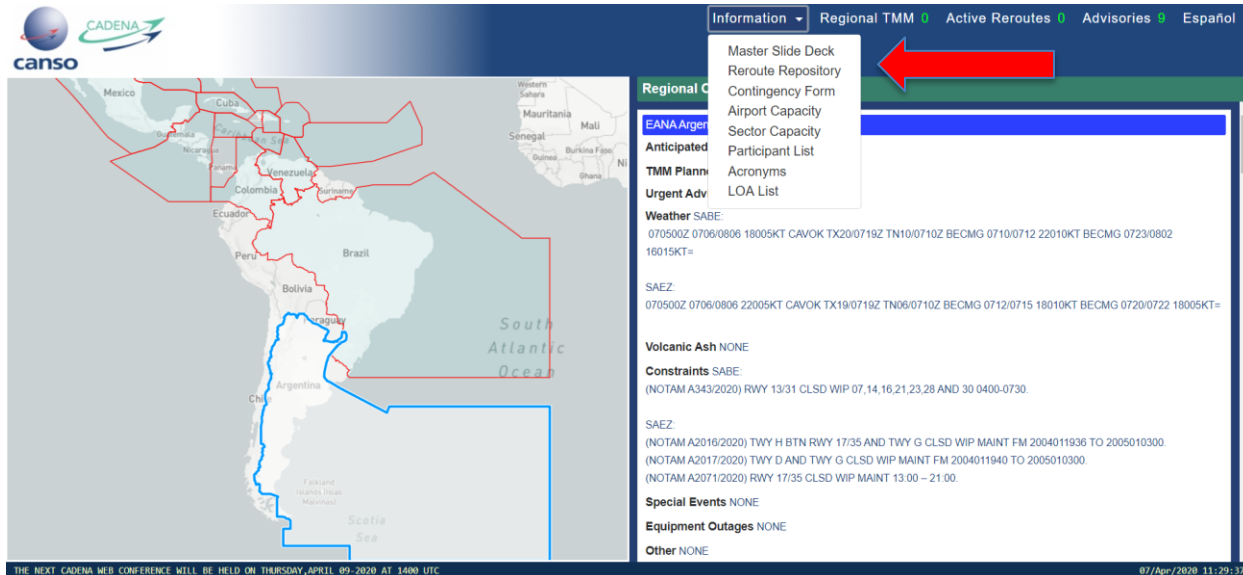 canso
CADENA
Information
Regional TMM 0
Active Reroutes 0
Advisories 9
Español
Master Slide Deck
Reroute Repository
Contingency Form
Airport Capacity
Sector Capacity
Participant List
Acronyms
LOA List
Mexico
Cuba
Guatemala
Caribbean Sea
Nicaragua
Panama
Venezuela
Colombia
Suriname
Ecuador
Peru
Brazil
Bolivia
Paraguay
Chile
Argentina
South
Atlantic
Ocean
Falkland
Islands (Islas
Malvinas)
Scotia
Sea
Western
Sahara
Mauritania
Mali
Senegal
Burkina Faso
Guinea
Ni
Ghana
Regional
EANA Argen
Anticipated
TMM Plann
Urgent Adv
Weather SABE:
070500Z 0706/0806 18005KT CAVOK TX20/0719Z TN10/0710Z BECMG 0710/0712 22010KT BECMG 0723/0802
16015KT=
SAEZ:
070500Z 0706/0806 22005KT CAVOK TX19/0719Z TN06/0710Z BECMG 0712/0715 18010KT BECMG 0720/0722 18005KT=
Volcanic Ash NONE
Constraints SABE:
(NOTAM A343/2020) RWY 13/31 CLSD WIP 07,14,16,21,23,28 AND 30 0400-0730.
SAEZ:
(NOTAM A2016/2020) TWY H BTN RWY 17/35 AND TWY G CLSD WIP MAINT FM 2004011936 TO 2005010300.
(NOTAM A2017/2020) TWY D AND TWY G CLSD WIP MAINT FM 2004011940 TO 2005010300.
(NOTAM A2071/2020) RWY 17/35 CLSD WIP MAINT 13:00 – 21:00.
Special Events NONE
Equipment Outages NONE
Other NONE
THE NEXT CADENA WEB CONFERENCE WILL BE HELD ON THURSDAY,APRIL 09-2020 AT 1400 UTC
07/Apr/2020 11:29:37